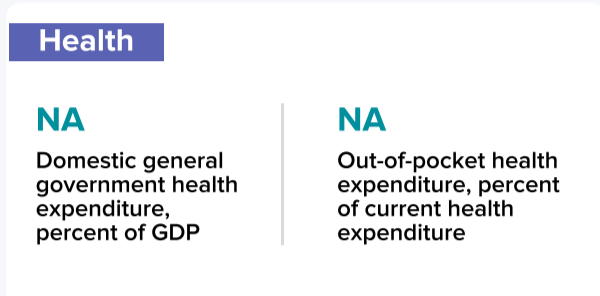 Health
NA
Domestic general
government health
expenditure,
percent of GDP
NA
Out-of-pocket health
expenditure, percent
of current health
expenditure